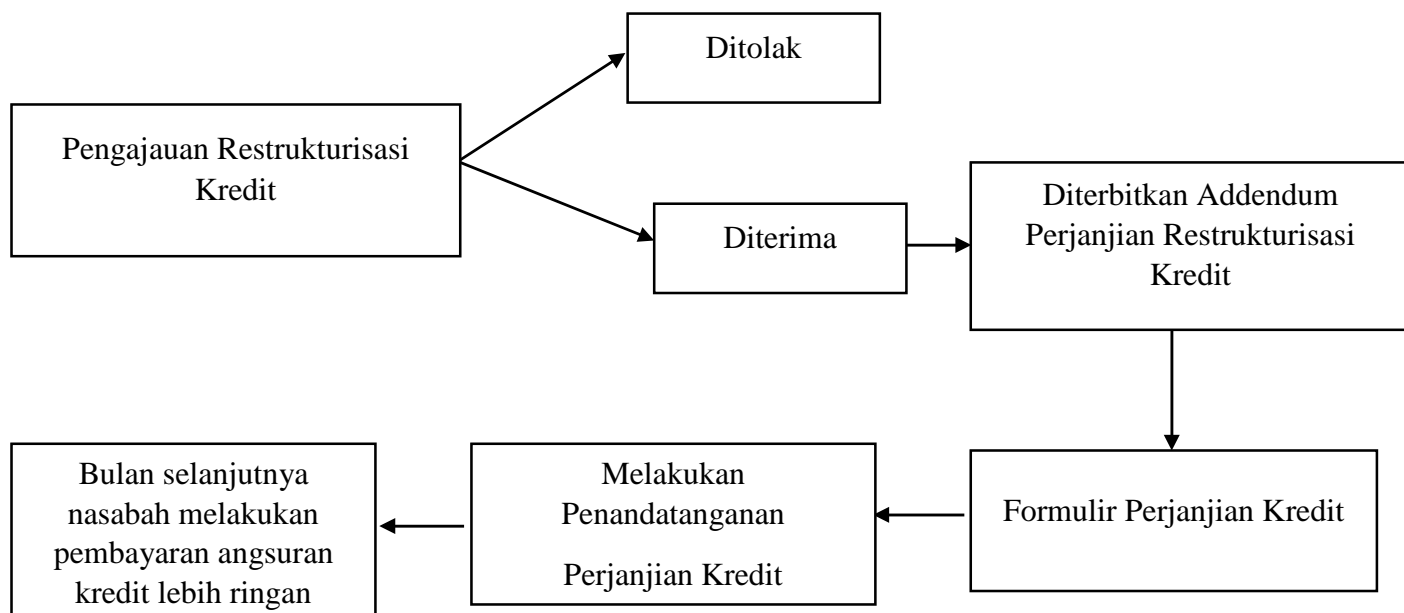 Ditolak
Pengajauan Restrukturisasi
Kredit
Diterima
Diterbitkan Addendum
Perjanjian Restrukturisasi
Kredit
Formulir Perjanjian Kredit
Melakukan
Penandatanganan
Perjanjian Kredit
Bulan selanjutnya
nasabah melakukan
pembayaran angsuran
kredit lebih ringan